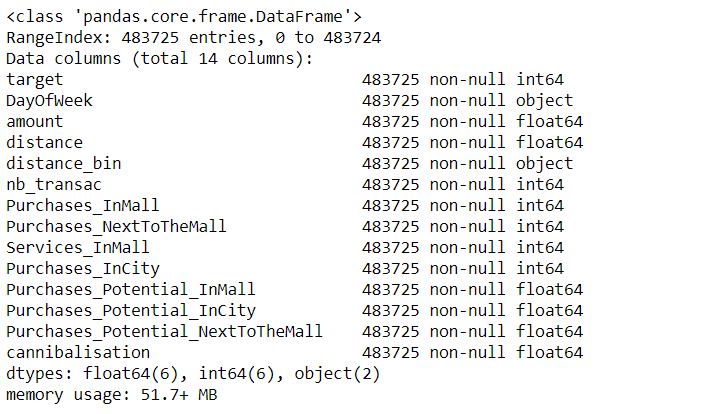 <class 'pandas.core.frame.DataFrame'>
RangeIndex: 483725 entries, 0 to 483724
Data columns (total 14 columns):
target                              483725 non-null int64
DayOfWeek                           483725 non-null object
amount                              483725 non-null float64
distance                            483725 non-null float64
distance_bin                        483725 non-null object
nb_transac                          483725 non-null int64
Purchases_InMall                    483725 non-null int64
Purchases_NextToTheMall             483725 non-null int64
Services_InMall                     483725 non-null int64
Purchases_InCity                    483725 non-null int64
Purchases_Potential_InMall          483725 non-null float64
Purchases_Potential_InCity          483725 non-null float64
Purchases_Potential_NextToTheMall    483725 non-null float64
cannibalisation                     483725 non-null float64
dtypes: float64(6), int64(6), object(2)
memory usage: 51.7+ MB